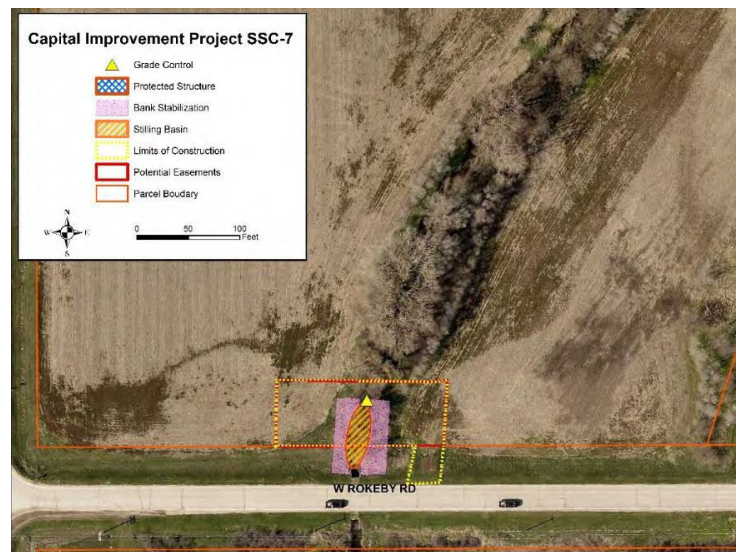 Capital Improvement Project SSC-7
Grade Control
Protected Structure
Bank Stabilization
Stilling Basin
Limits of Construction
Potential Easements
Parcel Boudary
N
W E
S
0 50 100
Feet
W ROKEBY RD